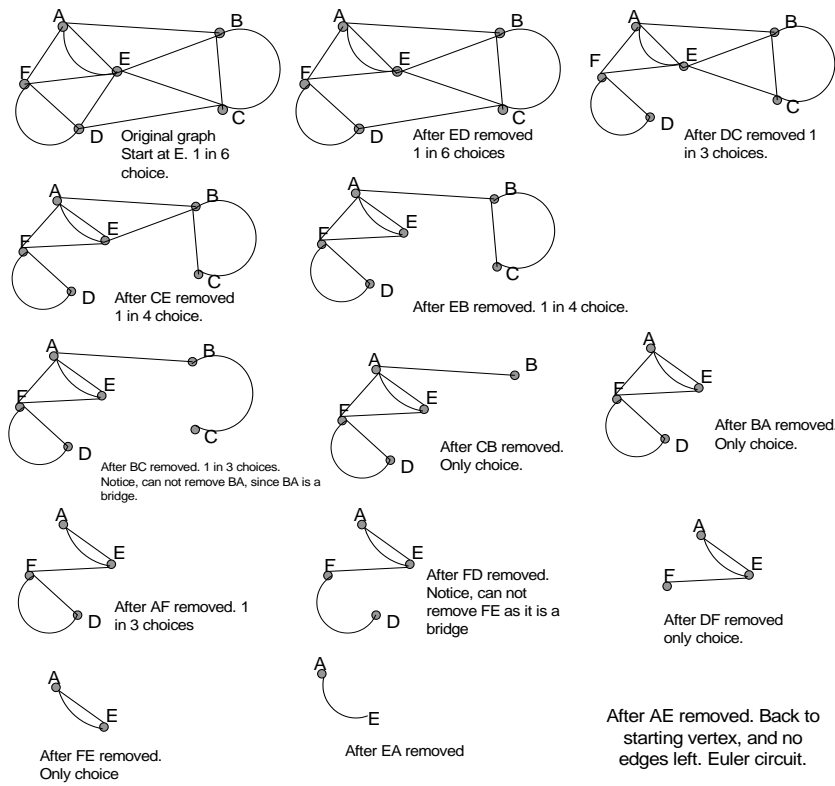 A
B
E
F
C
D
Original graph
Start at E. 1 in 6
choice.
A
B
E
F
C
D
After ED removed
1 in 6 choices
A
B
E
F
C
D
After DC removed 1
in 3 choices.
A
B
E
F
C
D
After CE removed
1 in 4 choice.
A
B
E
F
C
D
After EB removed. 1 in 4 choice.
A
B
E
F
C
D
After BC removed. 1 in 3 choices.
Notice, can not remove BA, since BA is a
bridge.
A
B
E
F
D
After CB removed.
Only choice.
A
E
F
D
After BA removed.
Only choice.
A
E
F
D
After AF removed. 1
in 3 choices
A
E
F
D
After FD removed.
Notice, can not
remove FE as it is a
bridge
A
E
F
After DF removed
only choice.
A
E
After FE removed.
Only choice
A
E
After EA removed
After AE removed. Back to
starting vertex, and no
edges left. Euler circuit.